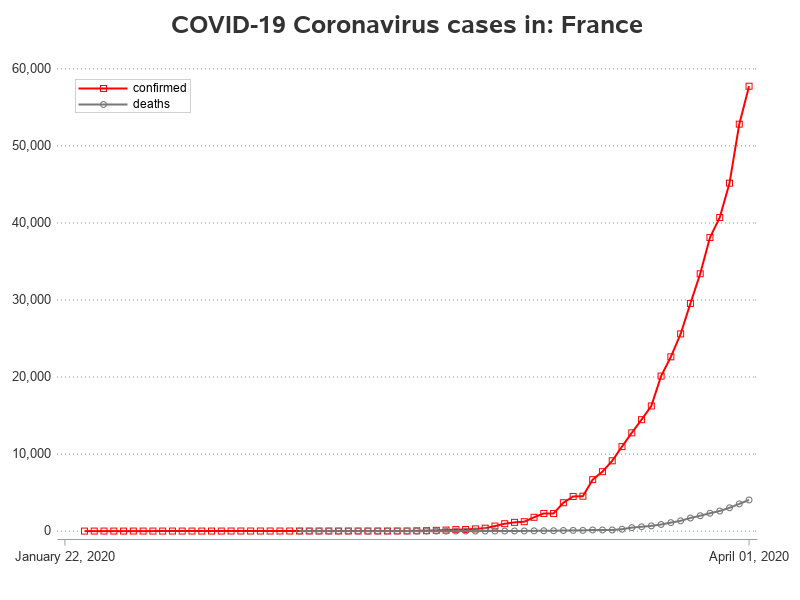 COVID-19 Coronavirus cases in: France
60,000
confirmed
deaths
50,000
40,000
30,000
20,000
10,000
0
January 22, 2020
April 01, 2020